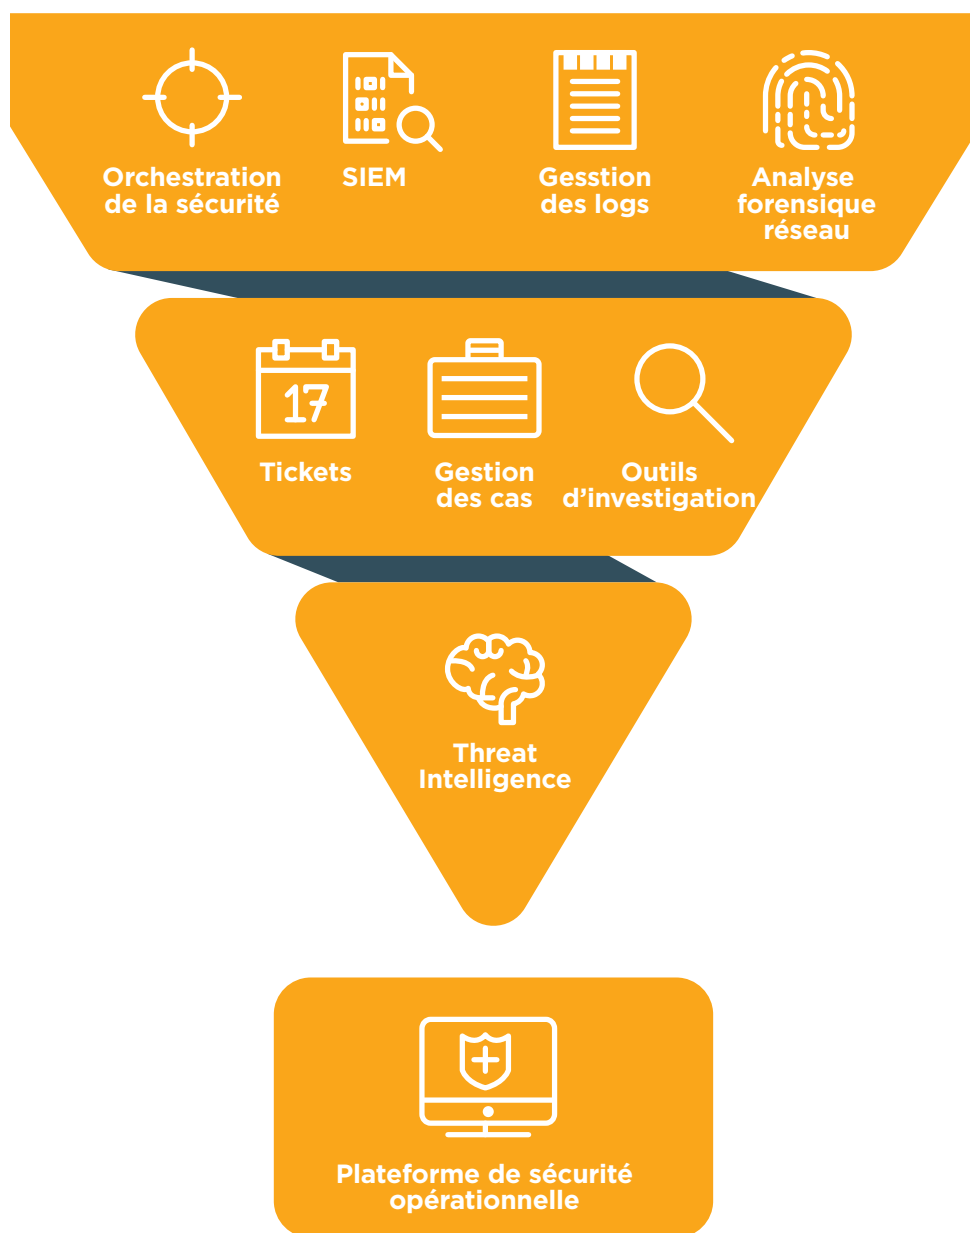 Orchestration
de la sécurité
SIEM
Gesstion
des logs
Analyse
forensique
réseau
17
Tickets
Gestion
des cas
Outils
d’investigation
Threat
Intelligence
Plateforme de sécurité
opérationnelle